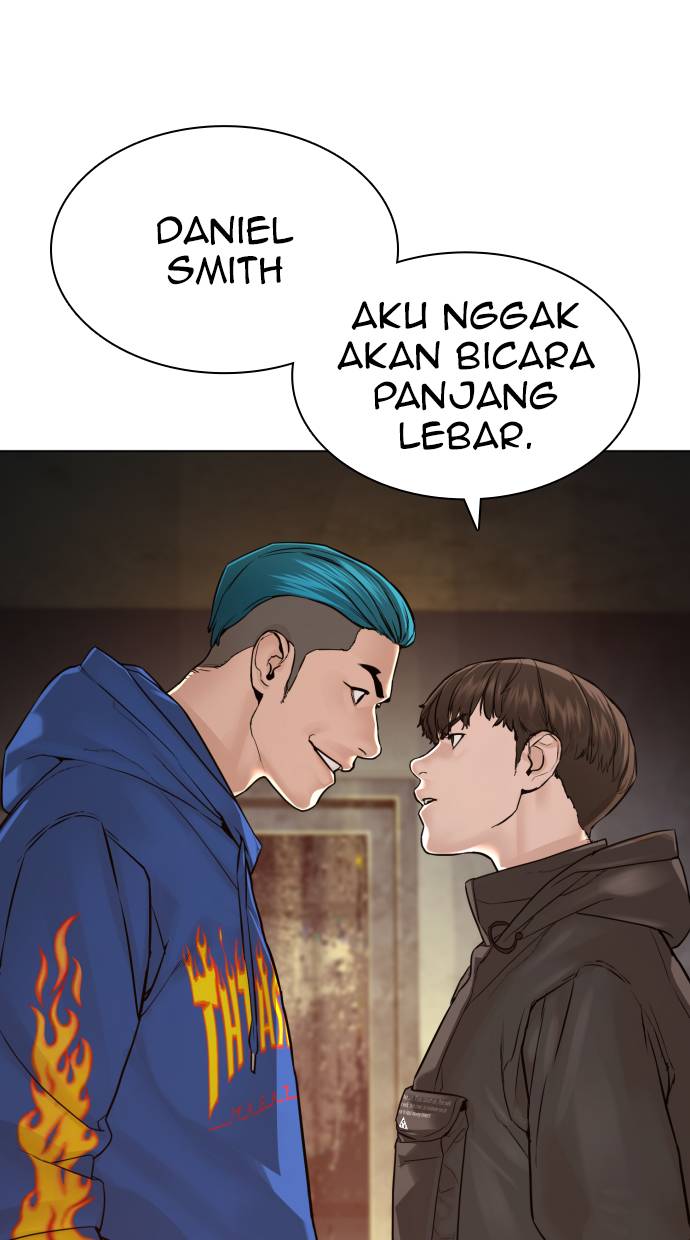 DANIEL
SMITH
AKU NGGAK
AKAN BICARA
PANJANG
LEBAR.